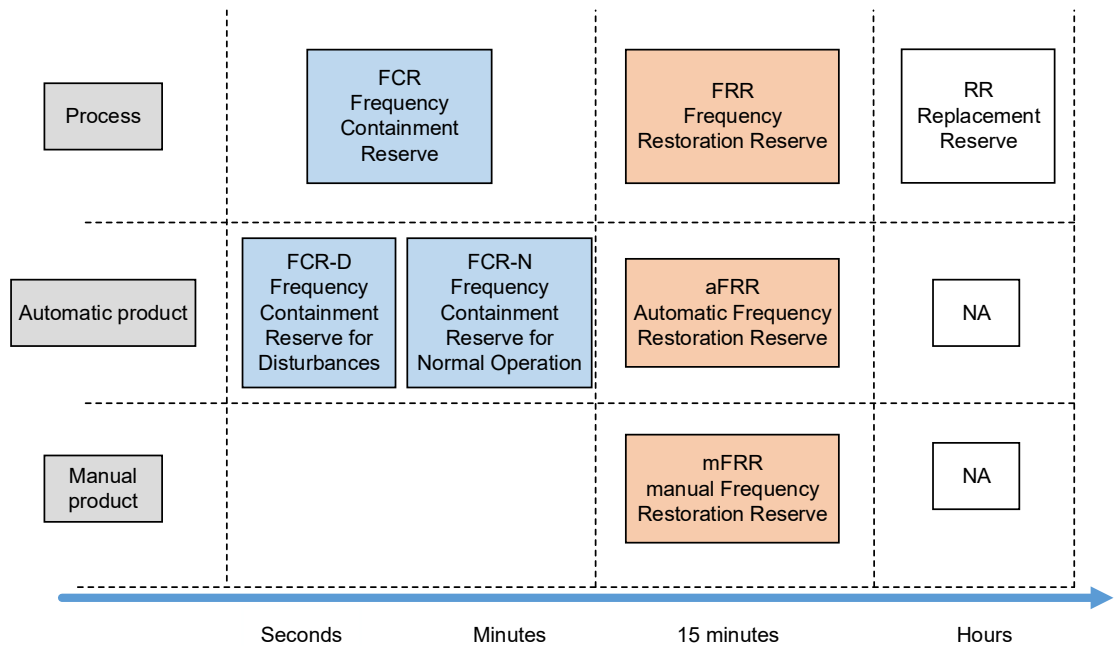 Process
FCR
Frequency
Containment
Reserve
FRR
Frequency
Restoration Reserve
RR
Replacement
Reserve
Automatic product
FCR-D
Frequency
Containment
Reserve for
Disturbances
FCR-N
Frequency
Containment
Reserve for
Normal Operation
aFRR
Automatic Frequency
Restoration Reserve
NA
Manual
product
mFRR
manual Frequency
Restoration Reserve
NA
Seconds
Minutes
15 minutes
Hours